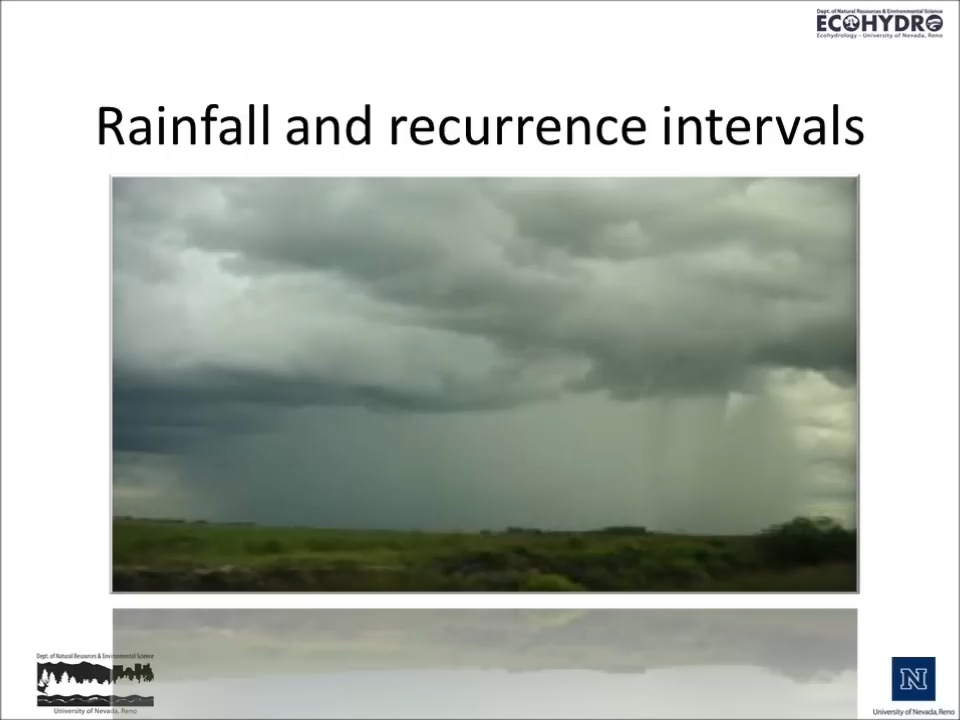 Dept. of Natural Resources & Environmental Science
ECOHYDRO
Ecohydrology - University of Nevada, Reno
Rainfall and recurrence intervals
Dept. of Natural Resources & Environmental Science
University of Nevada, Reno
N
University of Nevada, Reno